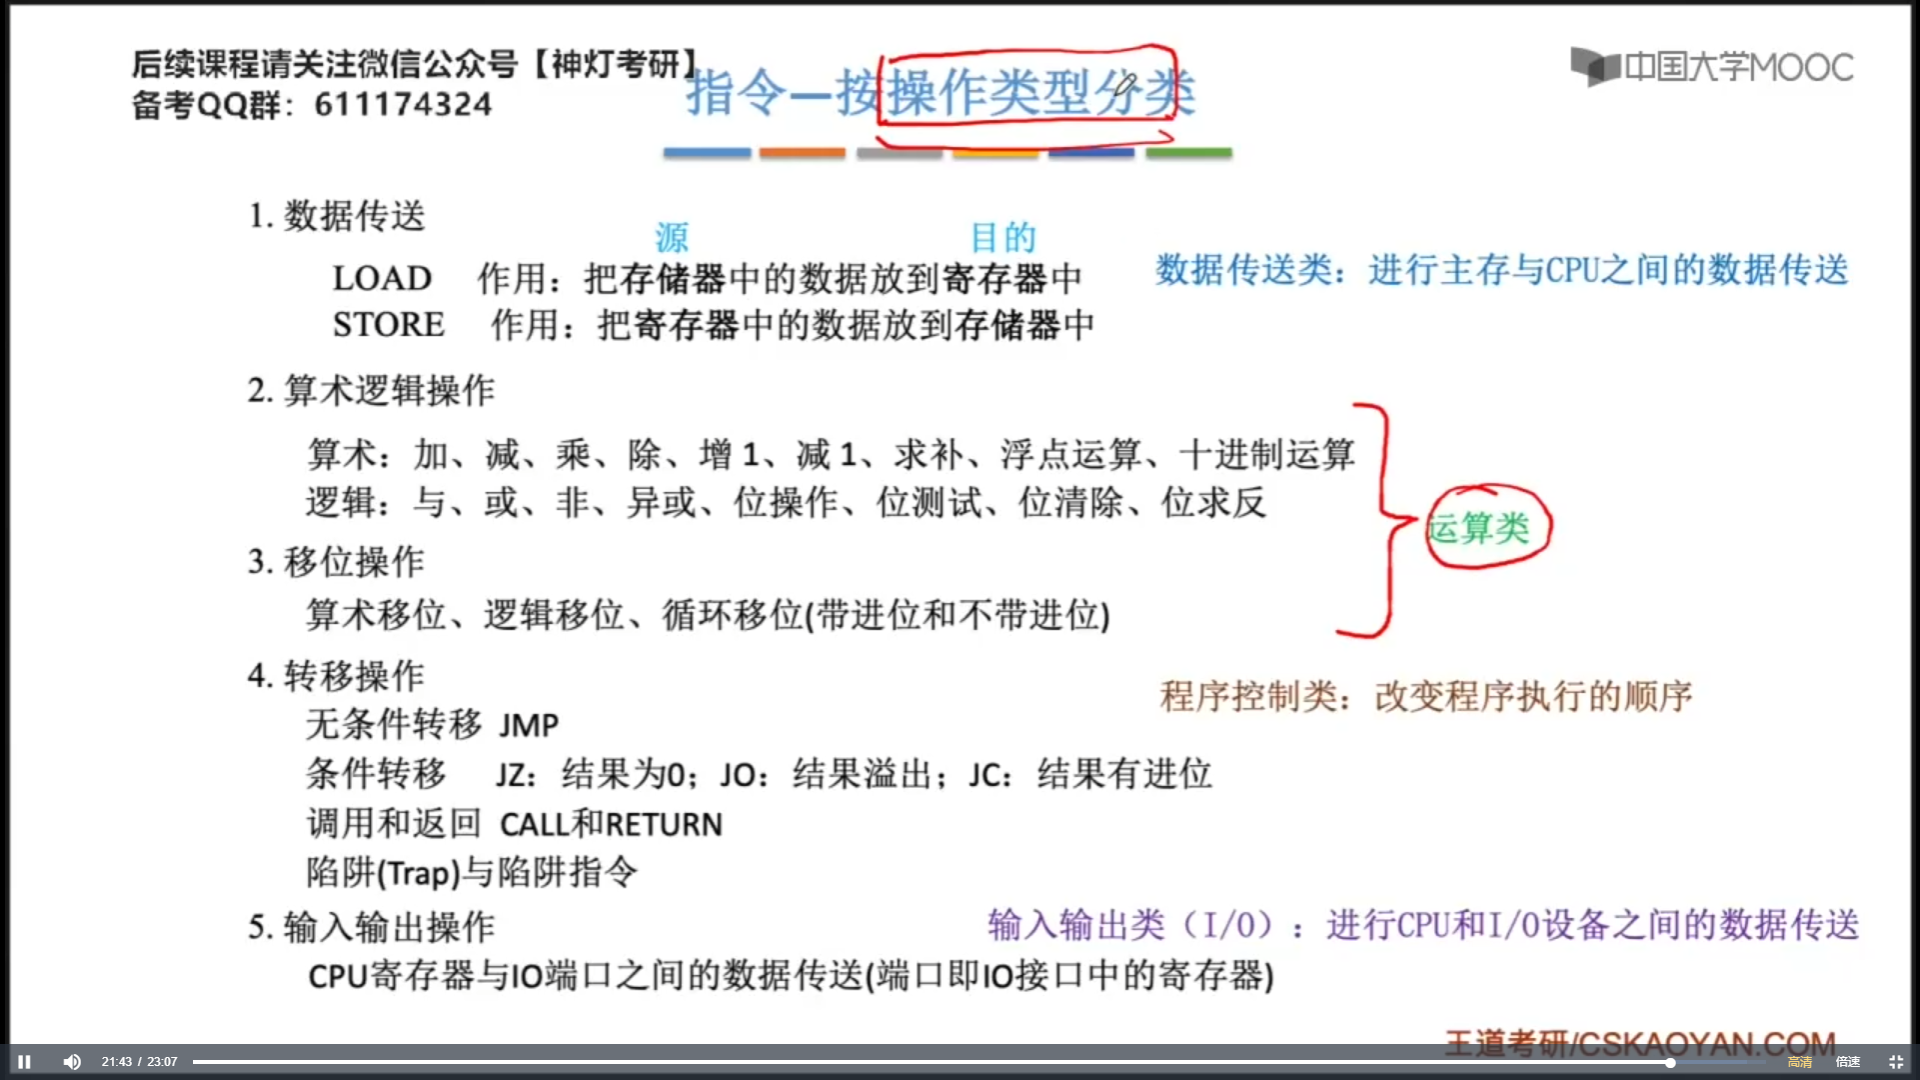 后续课程请关注微信公众号【神灯考研】
备考QQ群：611174324
指令—按操作类型分类
中国大学MOOC
1. 数据传送
源 目的
LOAD 作用：把存储器中的数据放到寄存器中
数据传送类：进行主存与CPU之间的数据传送
STORE 作用：把寄存器中的数据放到存储器中
2. 算术逻辑操作
算术：加、减、乘、除、增 1、减 1、求补、浮点运算、十进制运算
逻辑：与、或、非、异或、位操作、位测试、位清除、位求反
运算类
3. 移位操作
算术移位、逻辑移位、循环移位(带进位和不带进位)
4. 转移操作
程序控制类：改变程序执行的顺序
无条件转移 JMP
条件转移 JZ：结果为0；JO：结果溢出；JC：结果有进位
调用和返回 CALL和RETURN
陷阱(Trap)与陷阱指令
5. 输入输出操作
输入输出类（I/O）：进行CPU和I/O设备之间的数据传送
CPU寄存器与IO端口之间的数据传送(端口即IO接口中的寄存器)
王道考研/CSKAOYAN.COM
21:43 / 23:07
高清 倍速